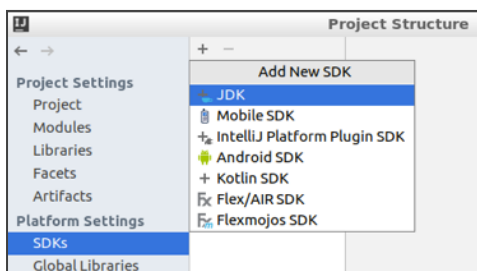 Project Structure
Project Settings
Project
Modules
Libraries
Facets
Artifacts
Platform Settings
SDKs
Global Libraries
Add New SDK
JDK
Mobile SDK
IntelliJ Platform Plugin SDK
Android SDK
Kotlin SDK
Flex/AIR SDK
Flexmojos SDK